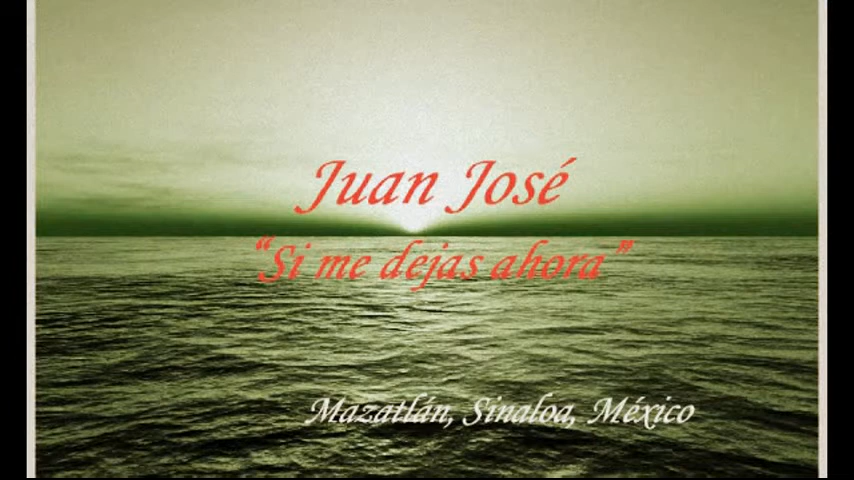 Juan José
“Si me dejas ahora”
Mazatlán, Sinaloa, México